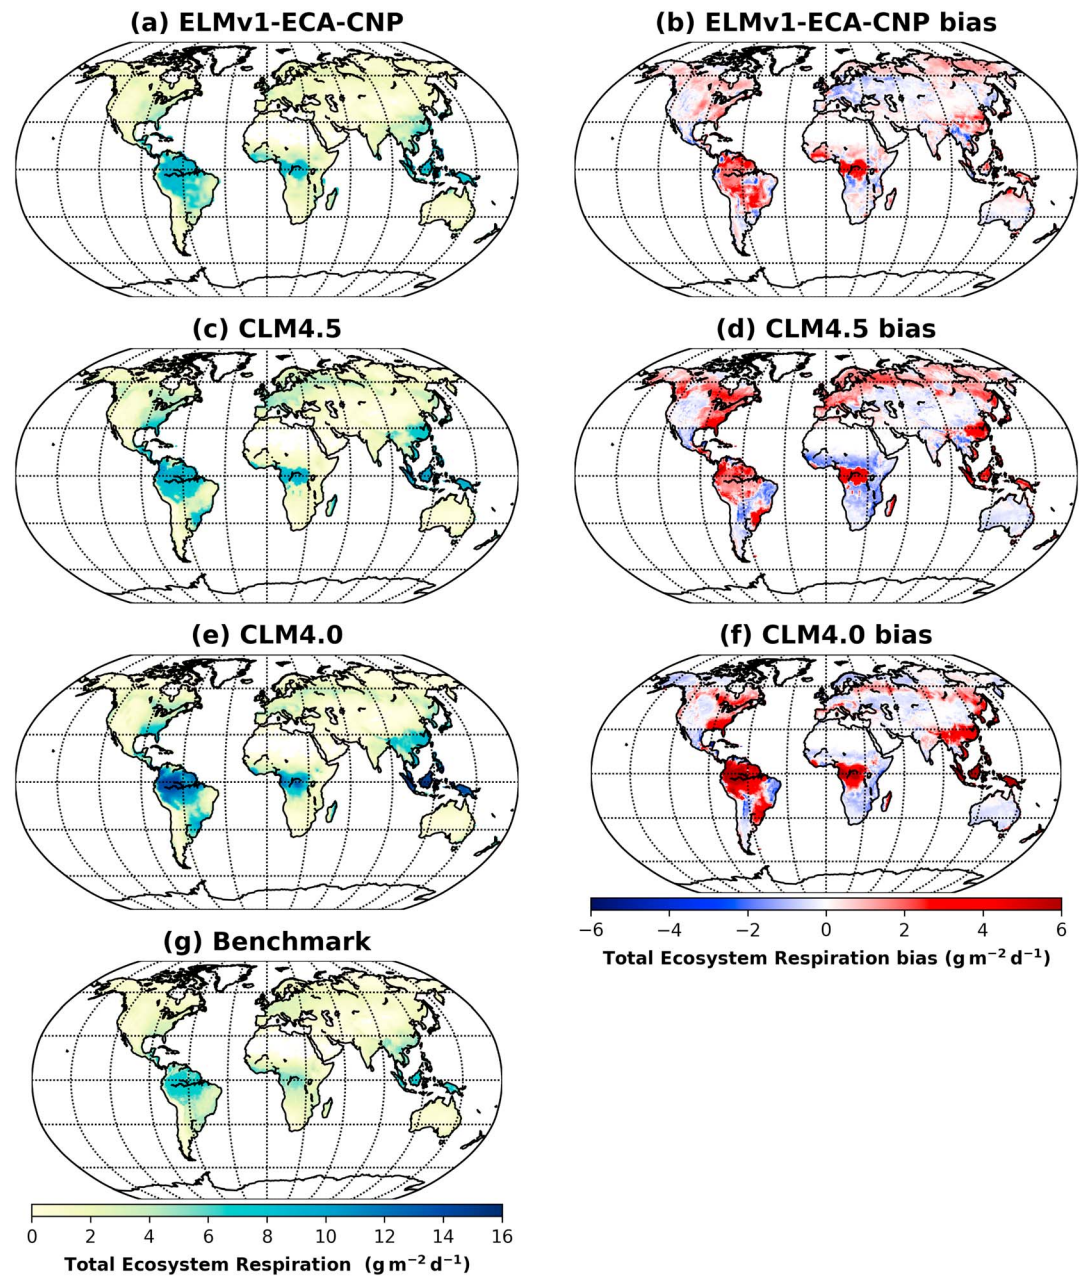 (a) ELMv1-ECA-CNP
(b) ELMv1-ECA-CNP bias
(c) CLM4.5
(d) CLM4.5 bias
(e) CLM4.0
(f) CLM4.0 bias
−6 −4 −2 0 2 4 6
Total Ecosystem Respiration bias (g m⁻² d⁻¹)
(g) Benchmark
0 2 4 6 8 10 12 14 16
Total Ecosystem Respiration (g m⁻² d⁻¹)